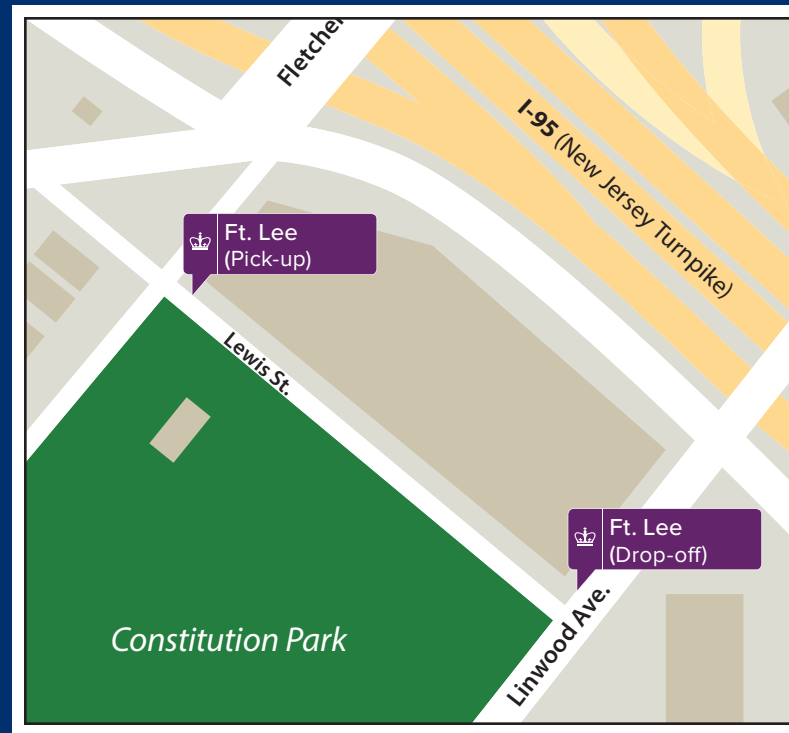 Fletcher
I-95 (New Jersey Turnpike)
Ft. Lee
(Pick-up)
Lewis St.
Ft. Lee
(Drop-off)
Constitution Park
Linwood Ave.